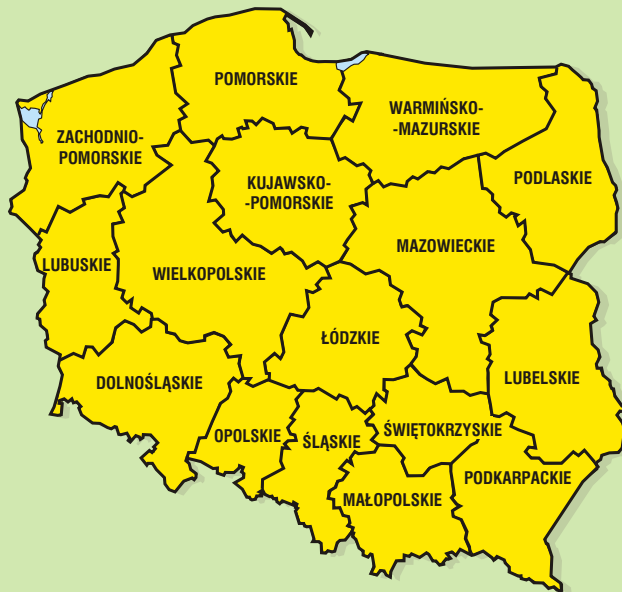 POMORSKIE
WARMIŃSKO-
-MAZURSKIE
ZACHODNIO-
POMORSKIE
KUJAWSKO-
-POMORSKIE
PODLASKIE
MAZOWIECKIE
LUBUSKIE
WIELKOPOLSKIE
ŁÓDZKIE
DOLNOŚLĄSKIE
LUBELSKIE
OPOLSKIE
ŚLĄSKIE
ŚWIĘTOKRZYSKIE
MAŁOPOLSKIE
PODKARPACKIE